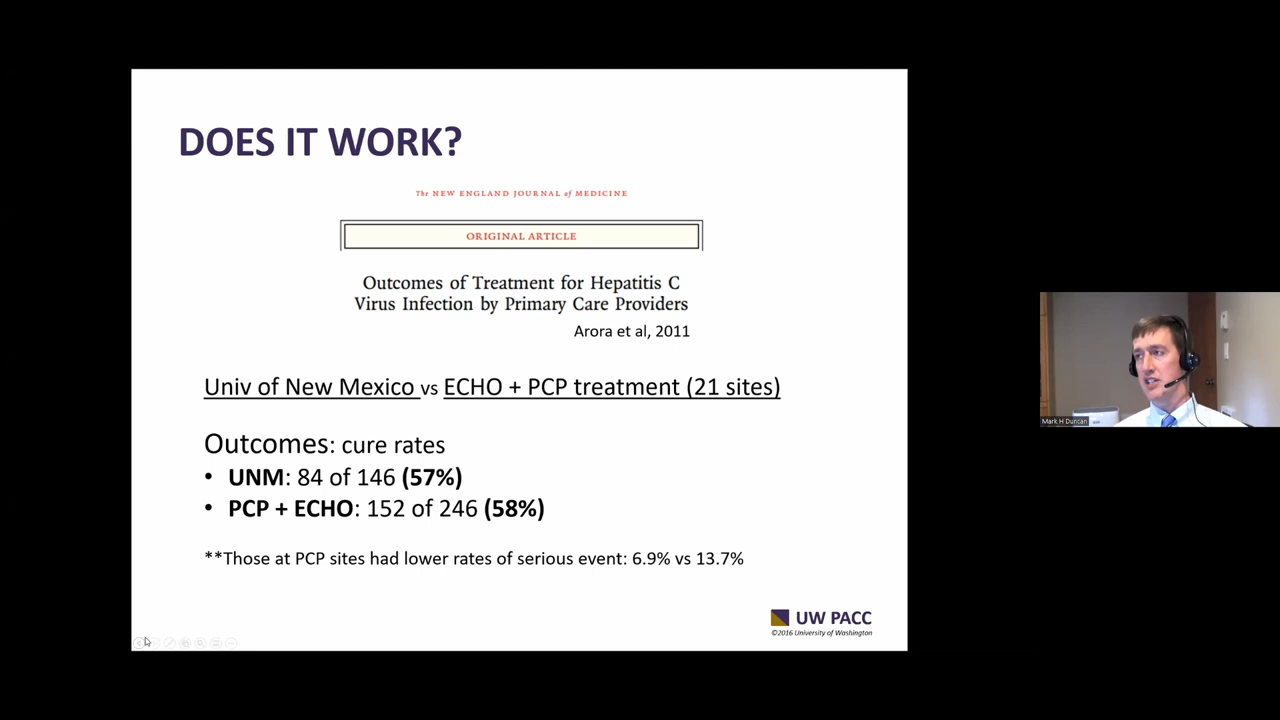 DOES IT WORK?
The NEW ENGLAND JOURNAL of MEDICINE
ORIGINAL ARTICLE
Outcomes of Treatment for Hepatitis C
Virus Infection by Primary Care Providers
Arora et al, 2011
Univ of New Mexico vs ECHO + PCP treatment (21 sites)
Outcomes: cure rates
• UNM: 84 of 146 (57%)
• PCP + ECHO: 152 of 246 (58%)
**Those at PCP sites had lower rates of serious event: 6.9% vs 13.7%
UW PACC
©2016 University of Washington
Mark H Duncan